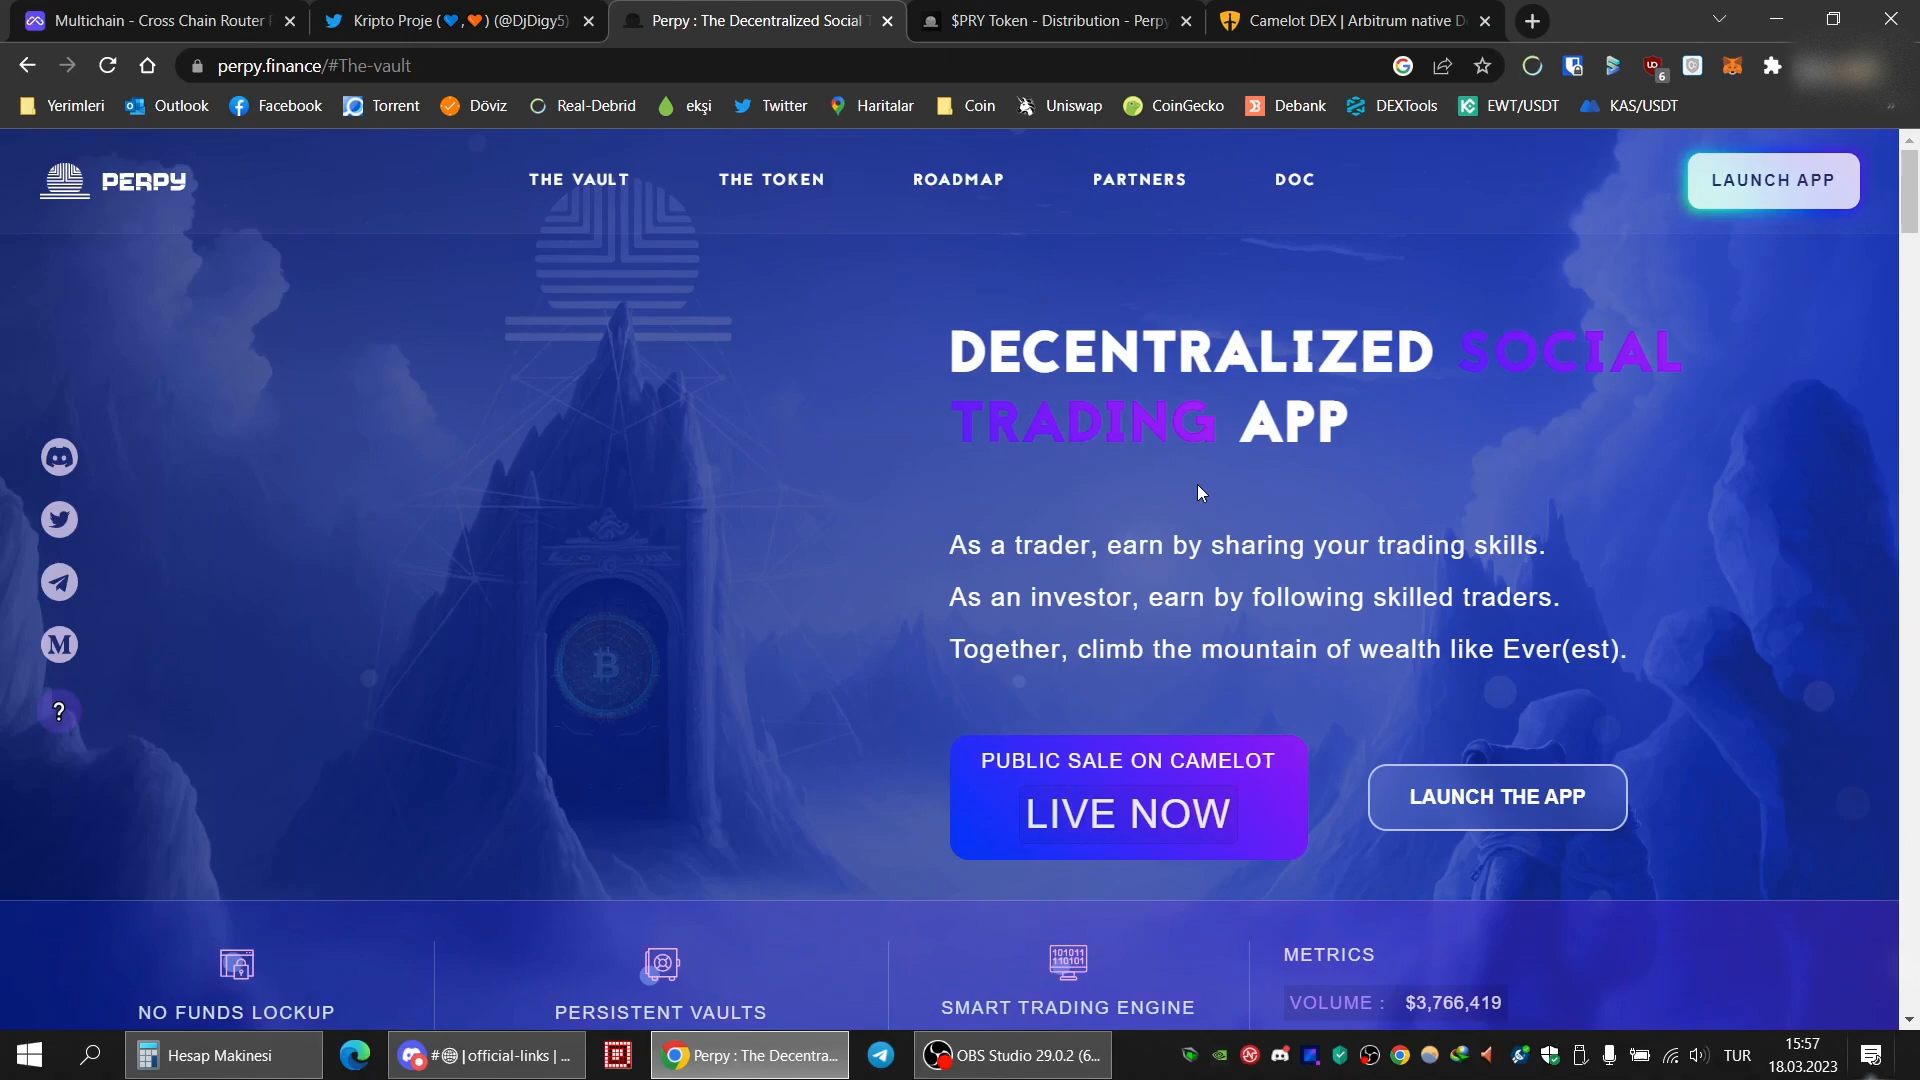 Multichain - Cross Chain Router
Kripto Proje (💙,🧡) (@DjDigy5)
Perpy : The Decentralized Social
$PRY Token - Distribution - Perpy
Camelot DEX | Arbitrum native
perpy.finance/#The-vault
6
Yerimleri
Outlook
Facebook
Torrent
Döviz
Real-Debrid
ekşi
Twitter
Haritalar
Coin
Uniswap
CoinGecko
Debank
DEXTools
EWT/USDT
KAS/USDT
PERPY
THE VAULT
THE TOKEN
ROADMAP
PARTNERS
DOC
LAUNCH APP
DECENTRALIZED SOCIAL
TRADING APP
As a trader, earn by sharing your trading skills.
As an investor, earn by following skilled traders.
Together, climb the mountain of wealth like Ever(est).
PUBLIC SALE ON CAMELOT
LIVE NOW
LAUNCH THE APP
?
NO FUNDS LOCKUP
PERSISTENT VAULTS
SMART TRADING ENGINE
METRICS
VOLUME : $3,766,419
Hesap Makinesi
#🌐|official-links | ...
Perpy : The Decentra...
OBS Studio 29.0.2 (6...
TUR
15:57
18.03.2023